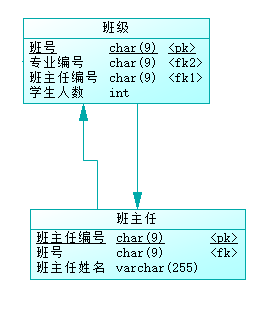 班级
班号 char(9) <pk>
专业编号 char(9) <fk2>
班主任编号 char(9) <fk1>
学生人数 int
班主任
班主任编号 char(9) <pk>
班号 char(9) <fk>
班主任姓名 varchar(255)